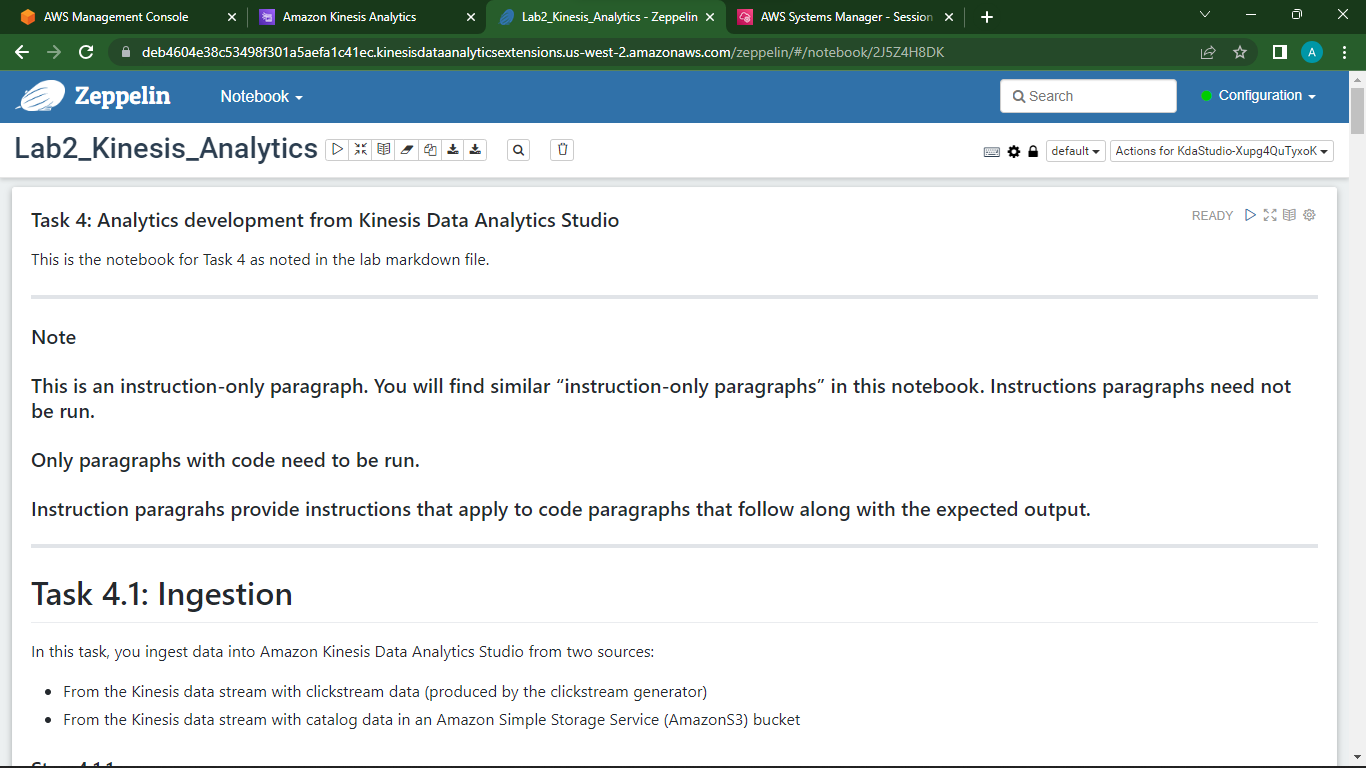 AWS Management Console
Amazon Kinesis Analytics
Lab2_Kinesis_Analytics - Zeppelin
AWS Systems Manager - Session
deb4604e38c53498f301a5aefa1c41ec.kinesisdataanalyticsextensions.us-west-2.amazonaws.com/zeppelin/#/notebook/2J5Z4H8DK
A
Zeppelin
Notebook
Search
Configuration
Lab2_Kinesis_Analytics
default
Actions for KdaStudio-Xupg4QuTyxoK
Task 4: Analytics development from Kinesis Data Analytics Studio
READY
This is the notebook for Task 4 as noted in the lab markdown file.
Note
This is an instruction-only paragraph. You will find similar “instruction-only paragraphs” in this notebook. Instructions paragraphs need not
be run.
Only paragraphs with code need to be run.
Instruction paragrahs provide instructions that apply to code paragraphs that follow along with the expected output.
Task 4.1: Ingestion
In this task, you ingest data into Amazon Kinesis Data Analytics Studio from two sources:
• From the Kinesis data stream with clickstream data (produced by the clickstream generator)
• From the Kinesis data stream with catalog data in an Amazon Simple Storage Service (AmazonS3) bucket